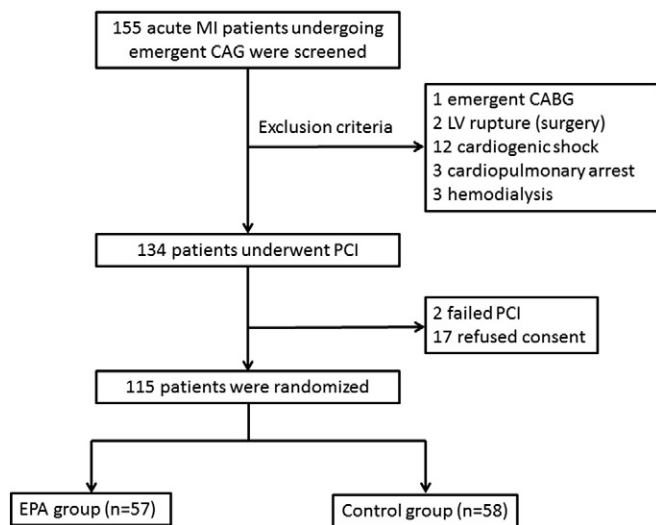 155 acute MI patients undergoing
emergent CAG were screened
Exclusion criteria
1 emergent CABG
2 LV rupture (surgery)
12 cardiogenic shock
3 cardiopulmonary arrest
3 hemodialysis
134 patients underwent PCI
2 failed PCI
17 refused consent
115 patients were randomized
EPA group (n=57)
Control group (n=58)